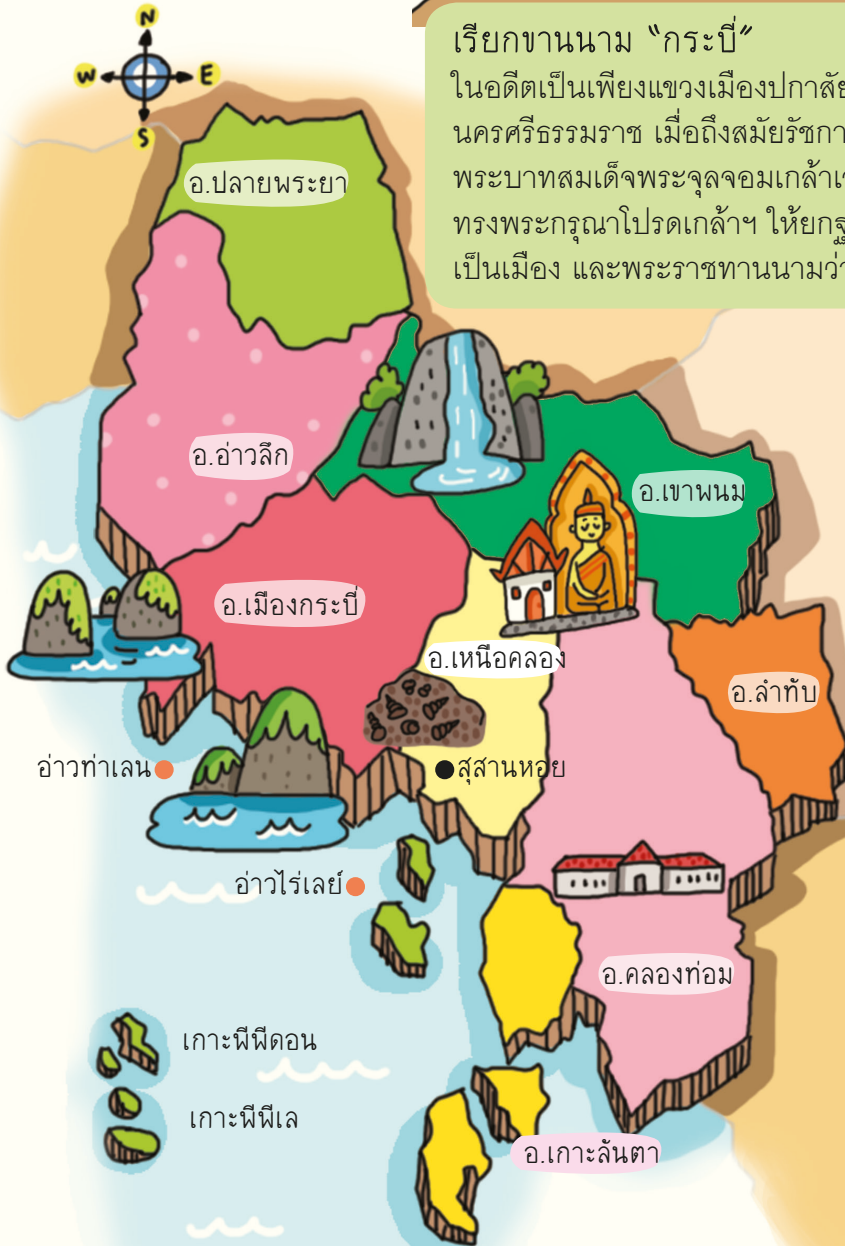 N
W E
S
เรียกขานนาม “กระบี่”
ในอดีตเป็นเพียงแขวงเมืองปกาสัย
นครศรีธรรมราช เมื่อถึงสมัยรัชกา
พระบาทสมเด็จพระจุลจอมเกล้าเ
ทรงพระกรุณาโปรดเกล้าฯ ให้ยกฐ
เป็นเมือง และพระราชทานนามว่า
อ.ปลายพระยา
อ.อ่าวลึก
อ.เขาพนม
อ.เมืองกระบี่
อ.เหนือคลอง
อ.ลำทับ
อ่าวท่าเลน
สุสานหอย
อ่าวไร่เลย์
อ.คลองท่อม
เกาะพีพีดอน
เกาะพีพีเล
อ.เกาะลันตา